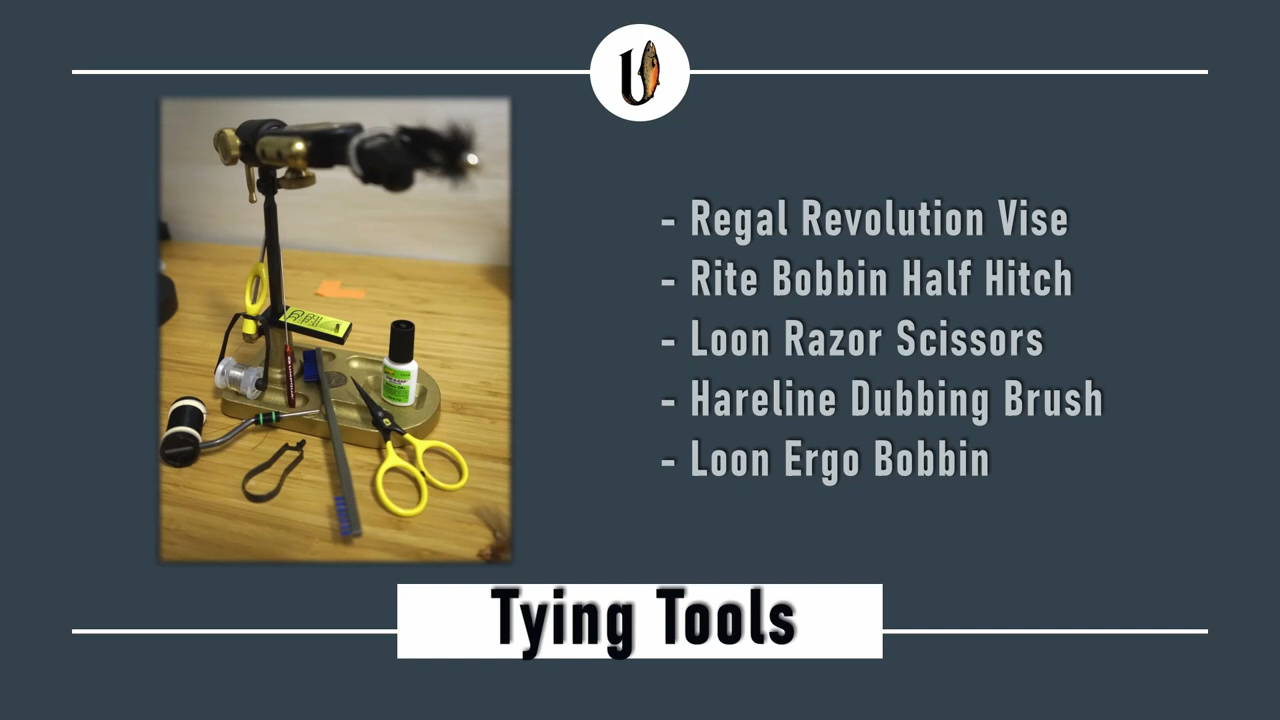 U
- Regal Revolution Vise
- Rite Bobbin Half Hitch
- Loon Razor Scissors
- Hareline Dubbing Brush
- Loon Ergo Bobbin
Tying Tools